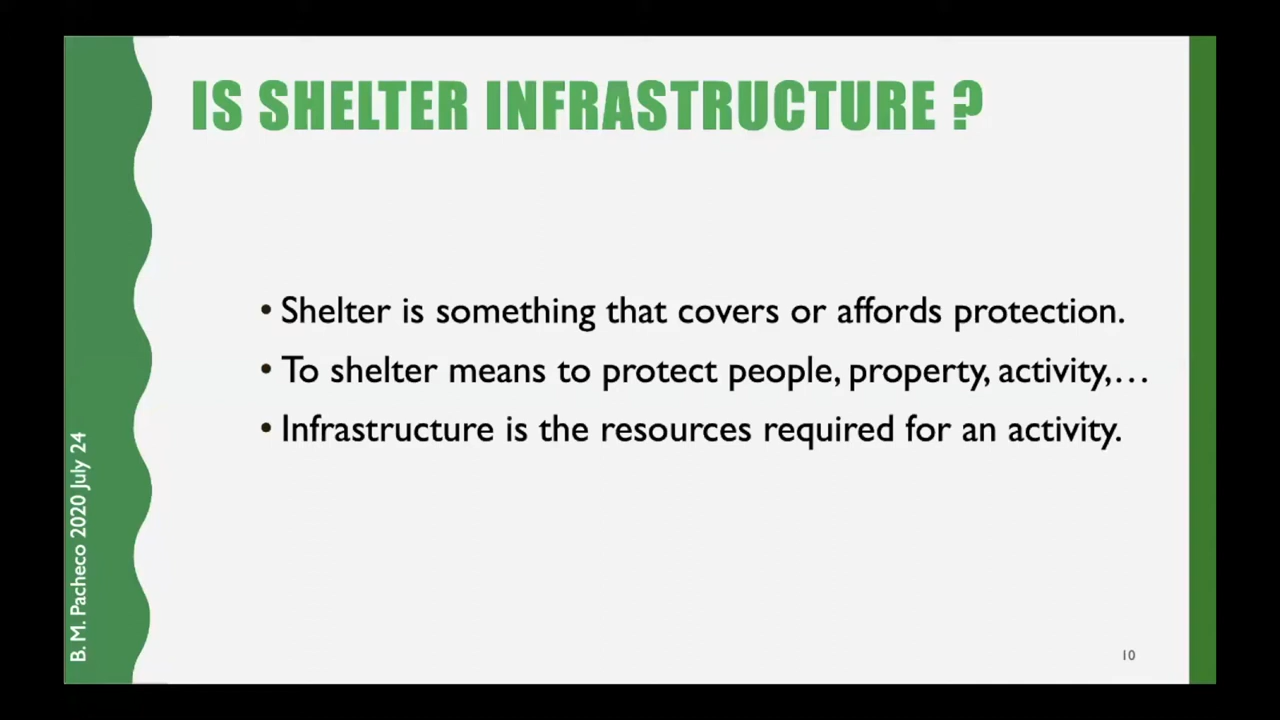 IS SHELTER INFRASTRUCTURE ?
• Shelter is something that covers or affords protection.
• To shelter means to protect people, property, activity,…
• Infrastructure is the resources required for an activity.
B. M. Pacheco 2020 July 24
10